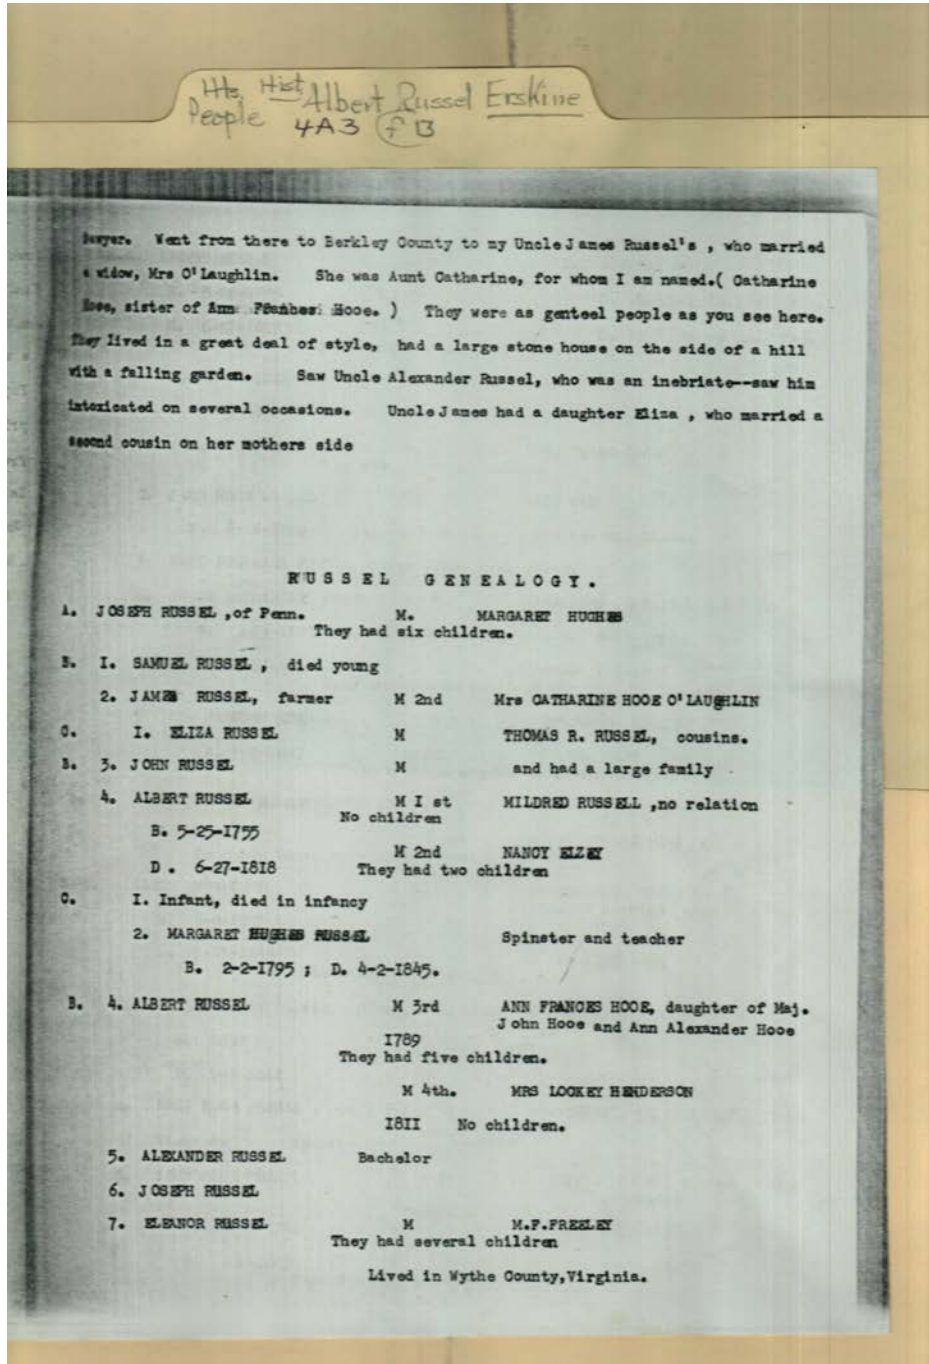 Hts, Hist Albert Russel Erskine
People 4A3 f 13
lawyer. Went from there to Berkley County to my Uncle James Russel's , who married
a widow, Mrs O'Laughlin. She was Aunt Catharine, for whom I am named.( Catharine
Hooe, sister of Ann Frances Hooe. ) They were as genteel people as you see here.
They lived in a great deal of style, had a large stone house on the side of a hill
with a falling garden. Saw Uncle Alexander Russel, who was an inebriate--saw him
intoxicated on several occasions. Uncle James had a daughter Eliza , who married a
second cousin on her mothers side
RUSSEL GENEALOGY.
A. JOSEPH RUSSEL ,of Penn. M. MARGARET HUGHES
They had six children.
B. I. SAMUEL RUSSEL , died young
2. JAMES RUSSEL, farmer M 2nd Mrs CATHARINE HOOE O'LAUGHLIN
C. I. ELIZA RUSSEL M THOMAS R. RUSSEL, cousins.
B. 3. JOHN RUSSEL M and had a large family
4. ALBERT RUSSEL M I st MILDRED RUSSELL ,no relation
No children
B. 5-25-I755
M 2nd NANCY ELZEY
D . 6-27-I8I8 They had two children
C. I. Infant, died in infancy
2. MARGARET HUGHES RUSSEL Spinster and teacher
B. 2-2-I795 ; D. 4-2-I845.
B. 4. ALBERT RUSSEL M 3rd ANN FRANCES HOOE, daughter of Maj.
John Hooe and Ann Alexander Hooe
I789
They had five children.
M 4th. MRS LOCKEY HENDERSON
I8II No children.
5. ALEXANDER RUSSEL Bachelor
6. JOSEPH RUSSEL
7. ELEANOR RUSSEL M M.F.FREELEY
They had several children
Lived in Wythe County,Virginia.